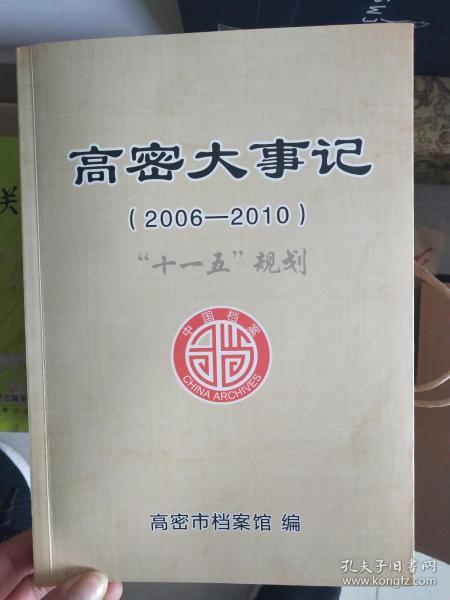 高密大事记
(2006—2010)
“十一五”规划
中国档案
CHINA ARCHIVES
高密市档案馆 编
孔夫子旧书网
www.kongfz.com